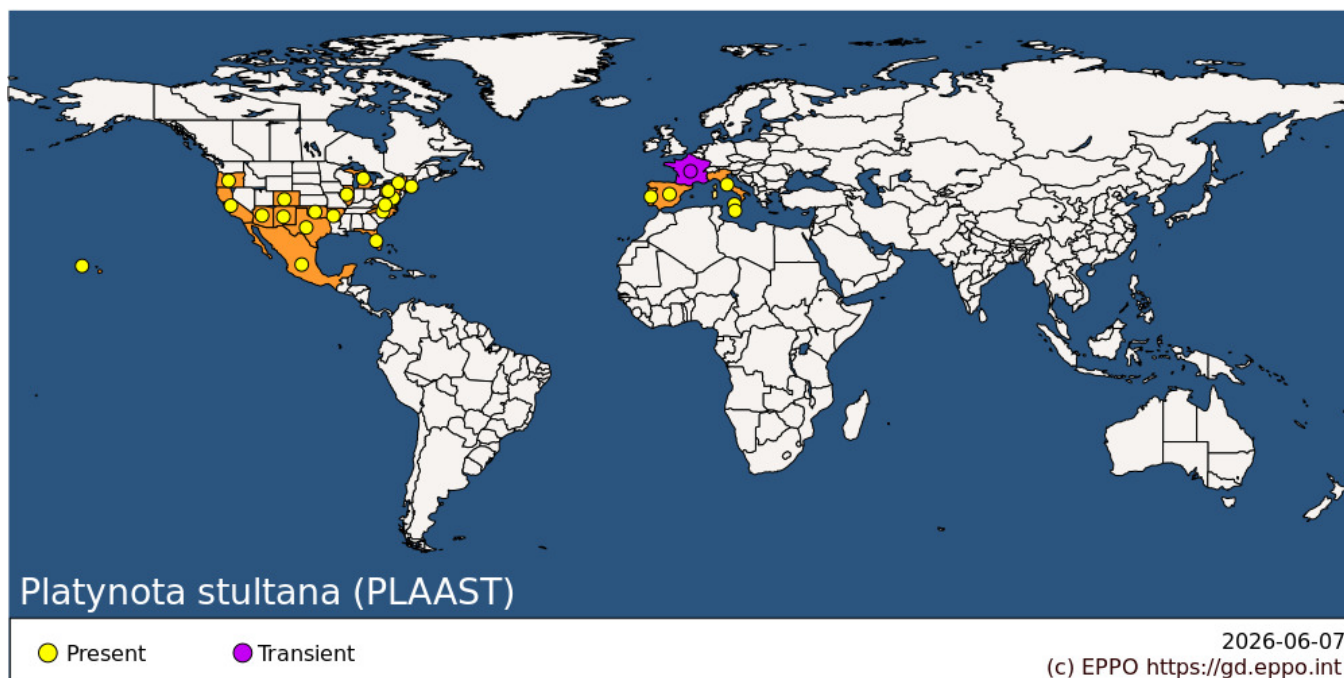 Platynota stultana (PLAAST)
Present
Transient
2026-06-07
(c) EPPO https://gd.eppo.int